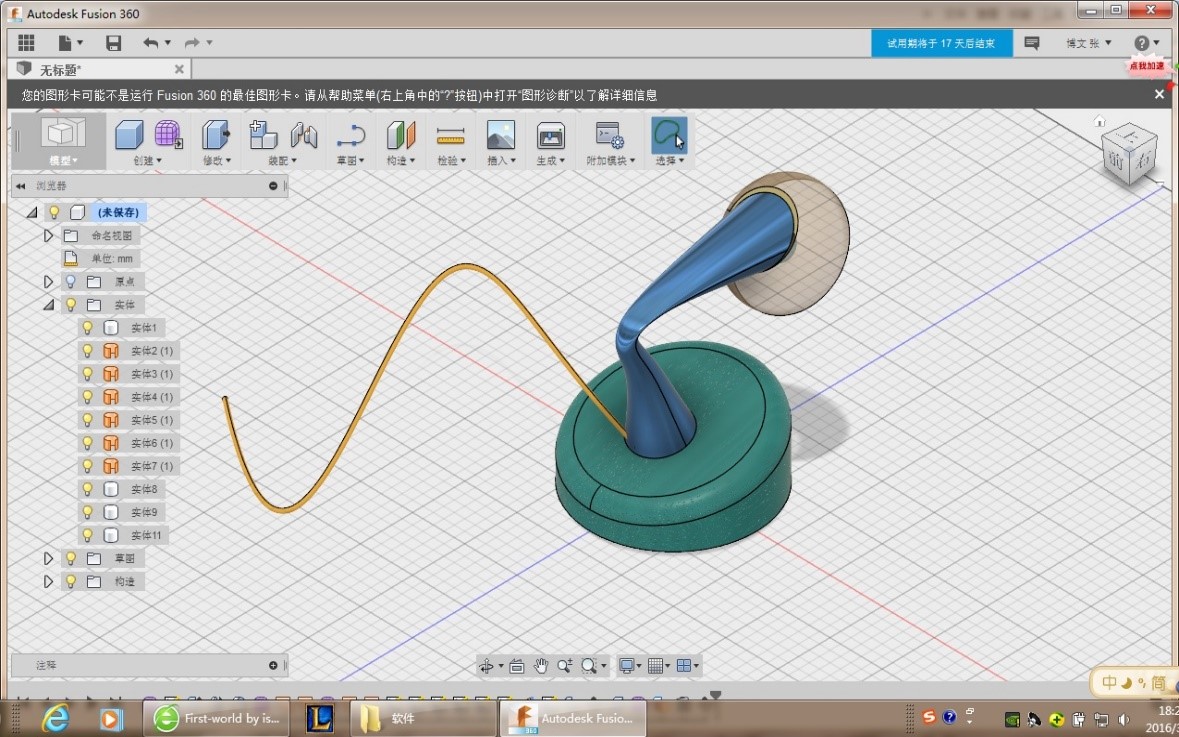 Autodesk Fusion 360
试用期将于 17 天后结束
博文 张
无标题*
点我加速
您的图形卡可能不是运行 Fusion 360 的最佳图形卡。请从帮助菜单(右上角中的“?”按钮)中打开“图形诊断”以了解详细信息
模型
创建
修改
装配
草图
构造
检验
插入
生成
附加模块
选择
浏览器
(未保存)
命名视图
单位: mm
原点
实体
实体1
实体2 (1)
实体3 (1)
实体4 (1)
实体5 (1)
实体6 (1)
实体7 (1)
实体8
实体9
实体11
草图
构造
注释
中
简
First-world by is...
软件
Autodesk Fusio...
18:2
2016/3